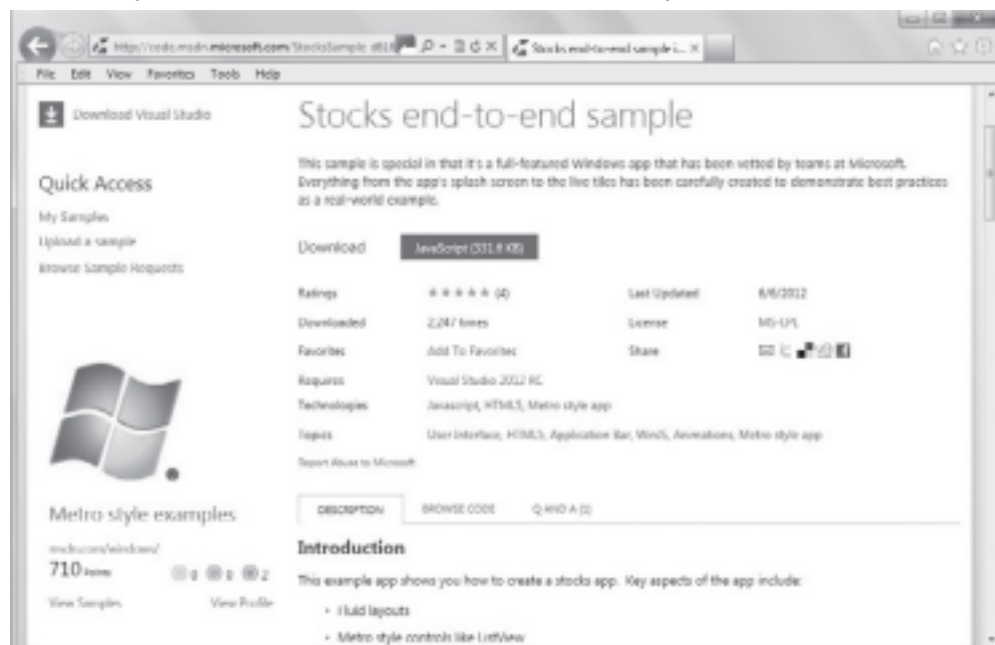 http://code.msdn.microsoft.com/StocksSample
Stocks end-to-end sample i...
File Edit View Favorites Tools Help
Download Visual Studio
Quick Access
My Samples
Upload a sample
Browse Sample Requests
Metro style examples
msdn.com/windows/
710 Points
0 0 2
View Samples View Profile
Stocks end-to-end sample
This sample is special in that it's a full-featured Windows app that has been vetted by teams at Microsoft.
Everything from the app's splash screen to the live tiles has been carefully created to demonstrate best practices
as a real-world example.
Download JavaScript (331.6 KB)
Ratings (4) Last Updated 6/6/2012
Downloaded 2,247 times License MS-LPL
Favorites Add To Favorites Share
Requires Visual Studio 2012 RC
Technologies Javascript, HTML5, Metro style app
Topics User Interface, HTML5, Application Bar, WinJS, Animations, Metro style app
Report Abuse to Microsoft
DESCRIPTION BROWSE CODE Q AND A (1)
Introduction
This example app shows you how to create a stocks app. Key aspects of the app include:
• Fluid layouts
• Metro style controls like ListView